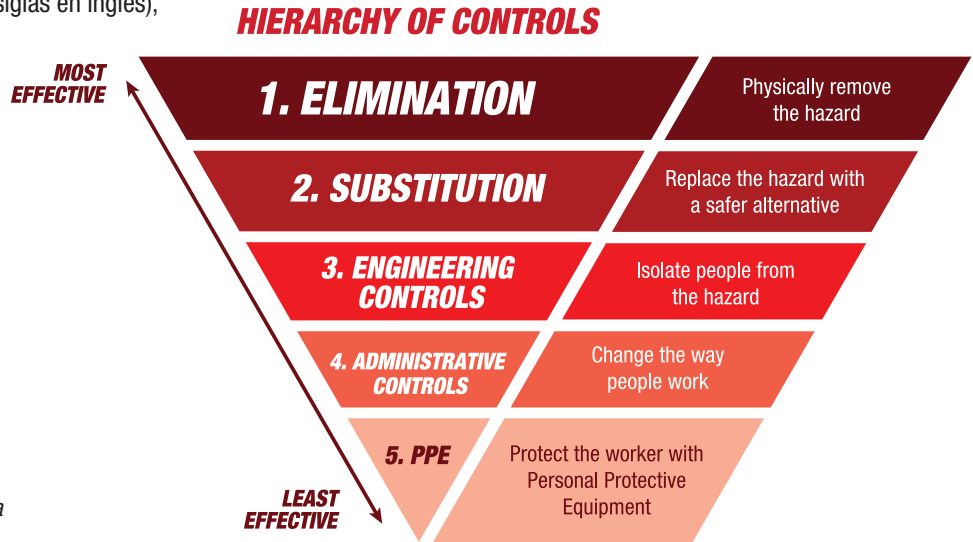 siglas en inglés),
HIERARCHY OF CONTROLS
MOST
EFFECTIVE
1. ELIMINATION
Physically remove
the hazard
2. SUBSTITUTION
Replace the hazard with
a safer alternative
3. ENGINEERING
CONTROLS
Isolate people from
the hazard
4. ADMINISTRATIVE
CONTROLS
Change the way
people work
5. PPE
Protect the worker with
Personal Protective
Equipment
LEAST
EFFECTIVE
a